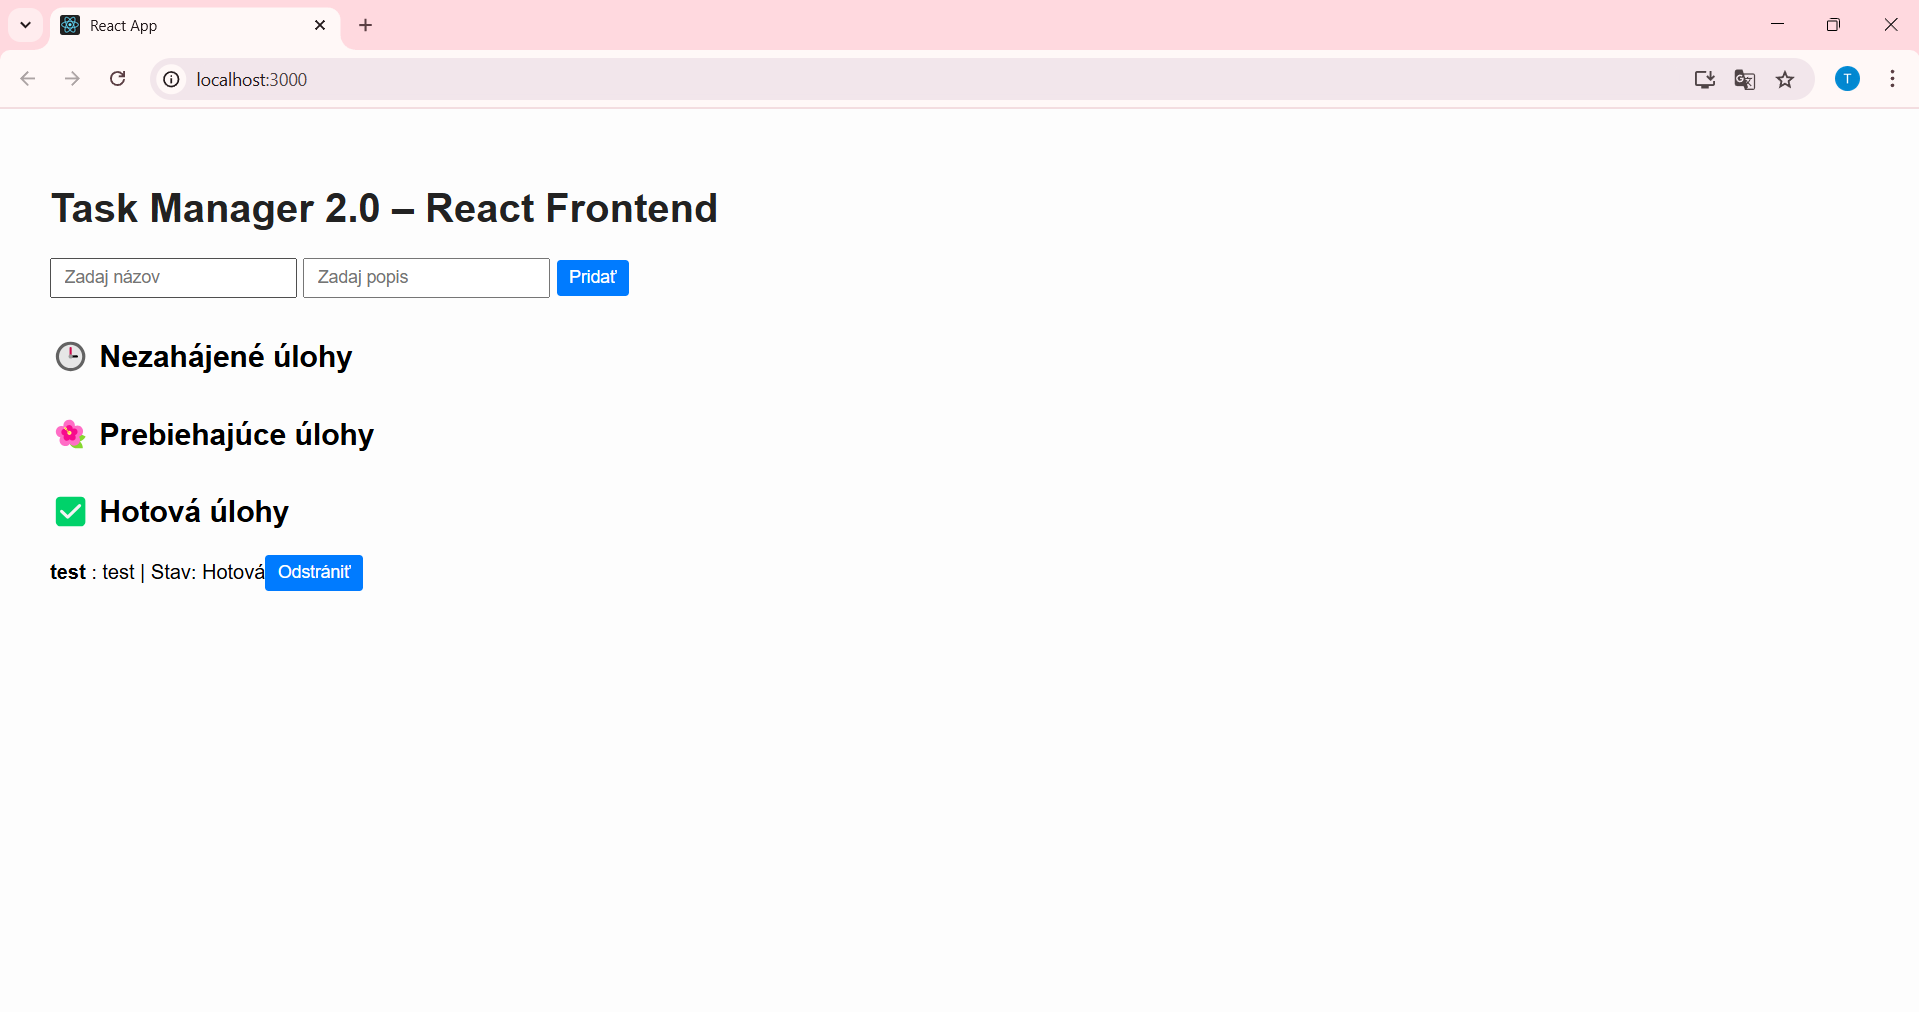 React App
localhost:3000
T
Task Manager 2.0 – React Frontend
Zadaj názov Zadaj popis Pridať
Nezahájené úlohy
Prebiehajúce úlohy
Hotová úlohy
test : test | Stav: Hotová Odstrániť